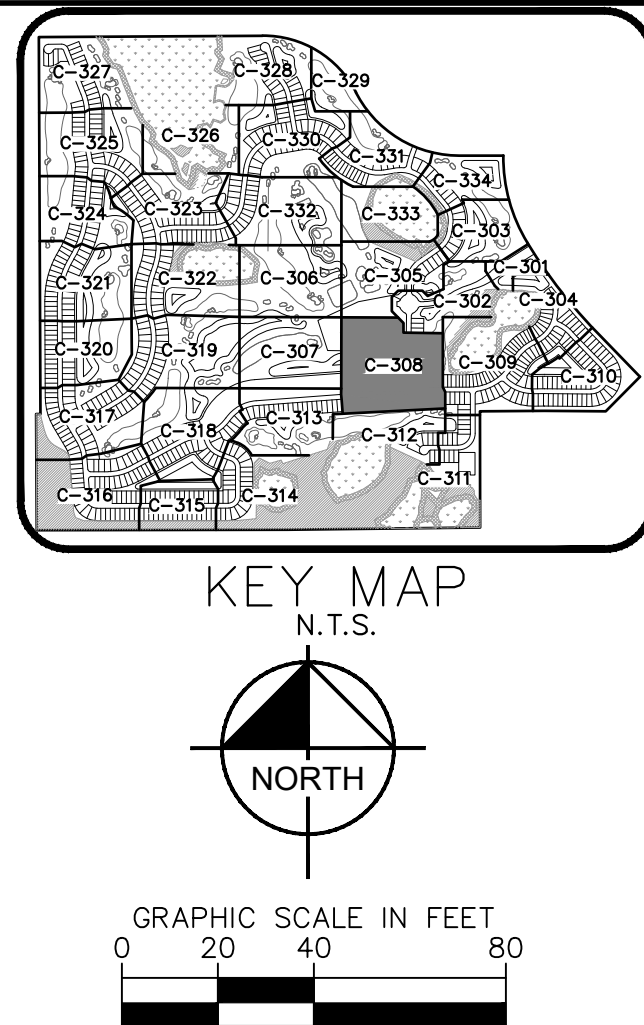 C-327
C-328
C-329
C-325
C-326
C-330
C-331
C-334
C-324
C-323
C-332
C-333
C-303
C-321
C-322
C-306
C-305
C-301
C-302
C-304
C-320
C-319
C-307
C-308
C-309
C-310
C-317
C-318
C-313
C-312
C-316
C-315
C-314
C-311
KEY MAP
N.T.S.
NORTH
GRAPHIC SCALE IN FEET
0 20 40 80